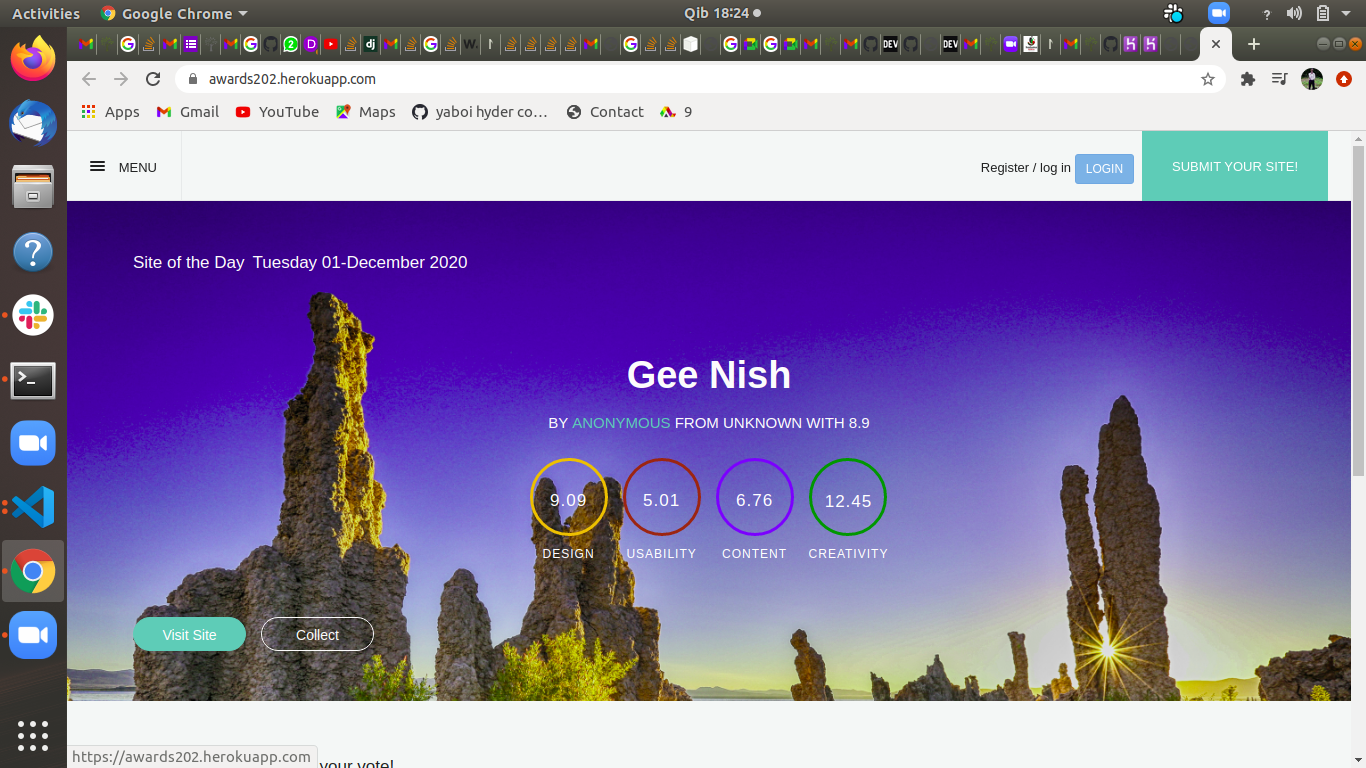 Activities
Google Chrome
Qib 18:24
awards202.herokuapp.com
Apps
Gmail
YouTube
Maps
yaboi hyder co…
Contact
9
MENU
Register / log in
LOGIN
SUBMIT YOUR SITE!
Site of the Day Tuesday 01-December 2020
Gee Nish
BY ANONYMOUS FROM UNKNOWN WITH 8.9
9.09 5.01 6.76 12.45
DESIGN USABILITY CONTENT CREATIVITY
Visit Site
Collect
your vote!
https://awards202.herokuapp.com